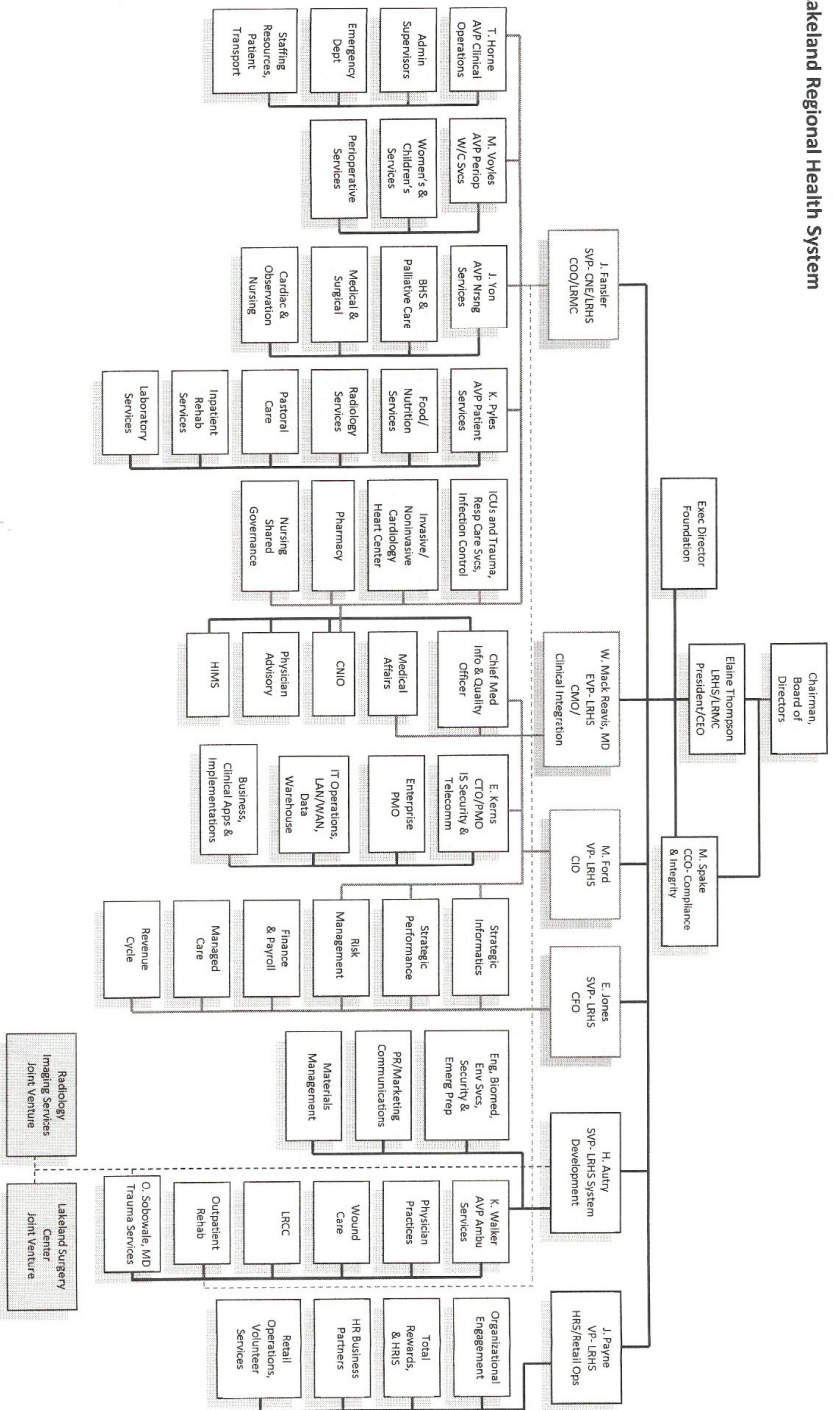 akeland Regional Health System
Chairman,
Board of
Directors
Elaine Thompson
LRHS/LRMC
President/CEO
Exec Director
Foundation
M. Spake
CCO- Compliance
& Integrity
J. Fansler
SVP- CNE/LRHS
COO/LRMC
W. Mack Reavis, MD
EVP- LRHS
CMO/
Clinical Integration
M. Ford
VP- LRHS
CIO
E. Jones
SVP- LRHS
CFO
H. Autry
SVP- LRHS System
Development
J. Payne
VP- LRHS
HRS/Retail Ops
T. Horne
AVP Clinical
Operations
Admin
Supervisors
Emergency
Dept
Staffing
Resources,
Patient
Transport
M. Voyles
AVP Periop
W/C Svcs
Women's &
Children's
Services
Perioperative
Services
J. Yon
AVP Nrsng
Services
BHS &
Palliative Care
Medical &
Surgical
Cardiac &
Observation
Nursing
K. Pyles
AVP Patient
Services
Food/
Nutrition
Services
Radiology
Services
Pastoral
Care
Inpatient
Rehab
Services
Laboratory
Services
ICUs and Trauma,
Resp Care Svcs,
Infection Control
Invasive/
Noninvasive
Cardiology
Heart Center
Pharmacy
Nursing
Shared
Governance
Chief Med
Info & Quality
Officer
Medical
Affairs
CNIO
Physician
Advisory
HIMS
E. Kerns
CTO/PMO
IS Security &
Telecomm
Enterprise
PMO
IT Operations,
LAN/WAN,
Data
Warehouse
Business,
Clinical Apps &
Implementations
Strategic
Informatics
Strategic
Performance
Risk
Management
Finance
& Payroll
Managed
Care
Revenue
Cycle
Eng, Biomed,
Env Svcs,
Security &
Emerg Prep
PR/Marketing
Communications
Materials
Management
K. Walker
AVP Ambu
Services
Physician
Practices
Wound
Care
LRCC
Outpatient
Rehab
O. Sobowale, MD
Trauma Services
Organizational
Engagement
Total
Rewards,
& HRIS
HR Business
Partners
Retail
Operations,
Volunteer
Services
Radiology
Imaging Services
Joint Venture
Lakeland Surgery
Center
Joint Venture